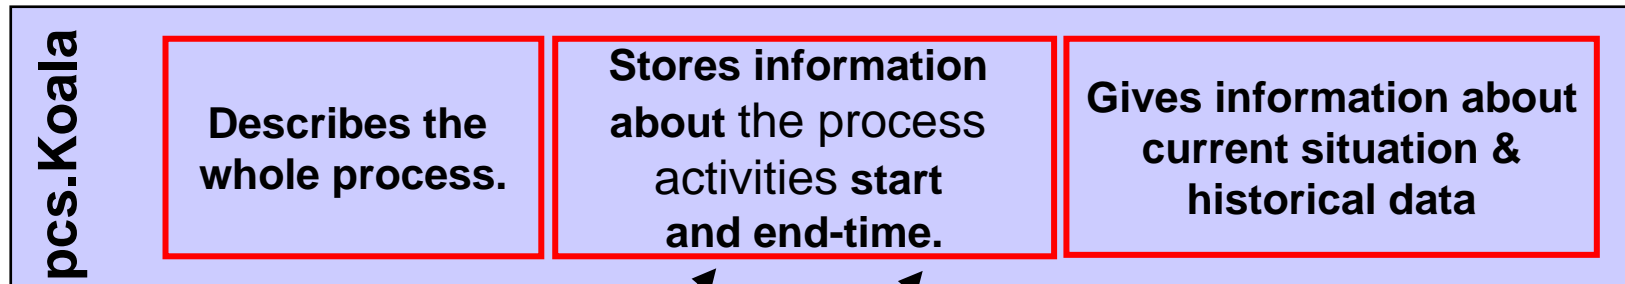 pcs.Koala
Describes the
whole process.
Stores information
about the process
activities start
and end-time.
Gives information about
current situation &
historical data